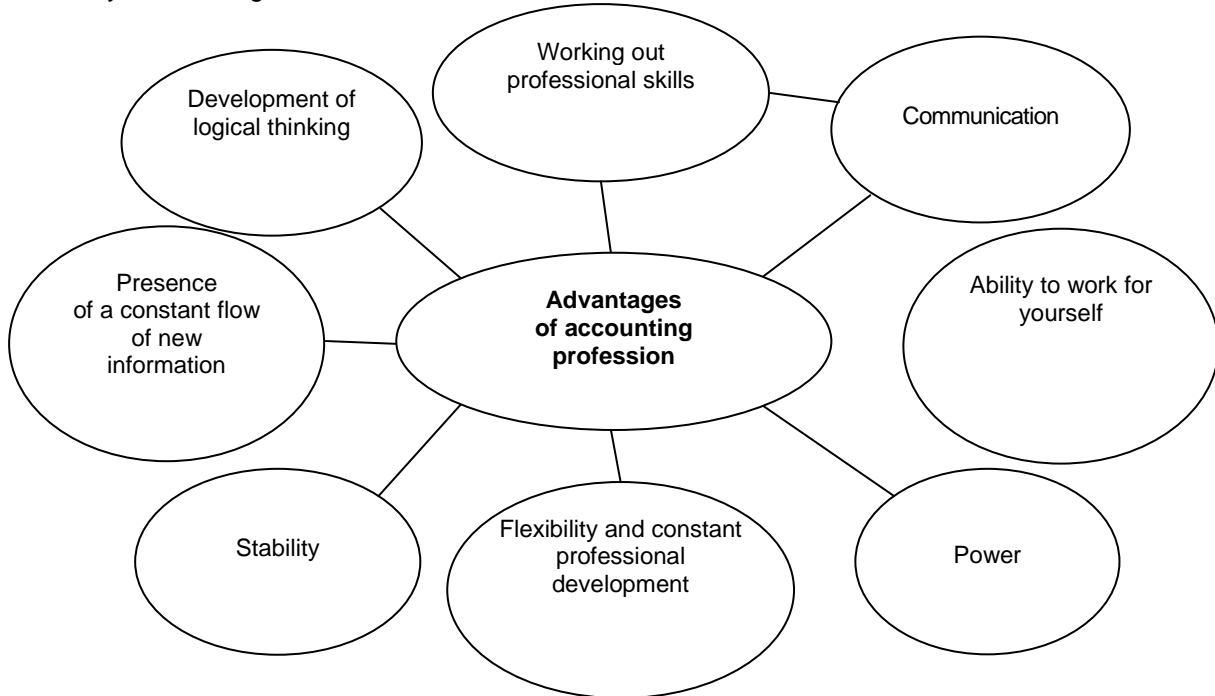 Working out
professional skills
Development of
logical thinking
Communication
Presence
of a constant flow
of new
information
Advantages
of accounting
profession
Ability to work for
yourself
Stability
Flexibility and constant
professional
development
Power